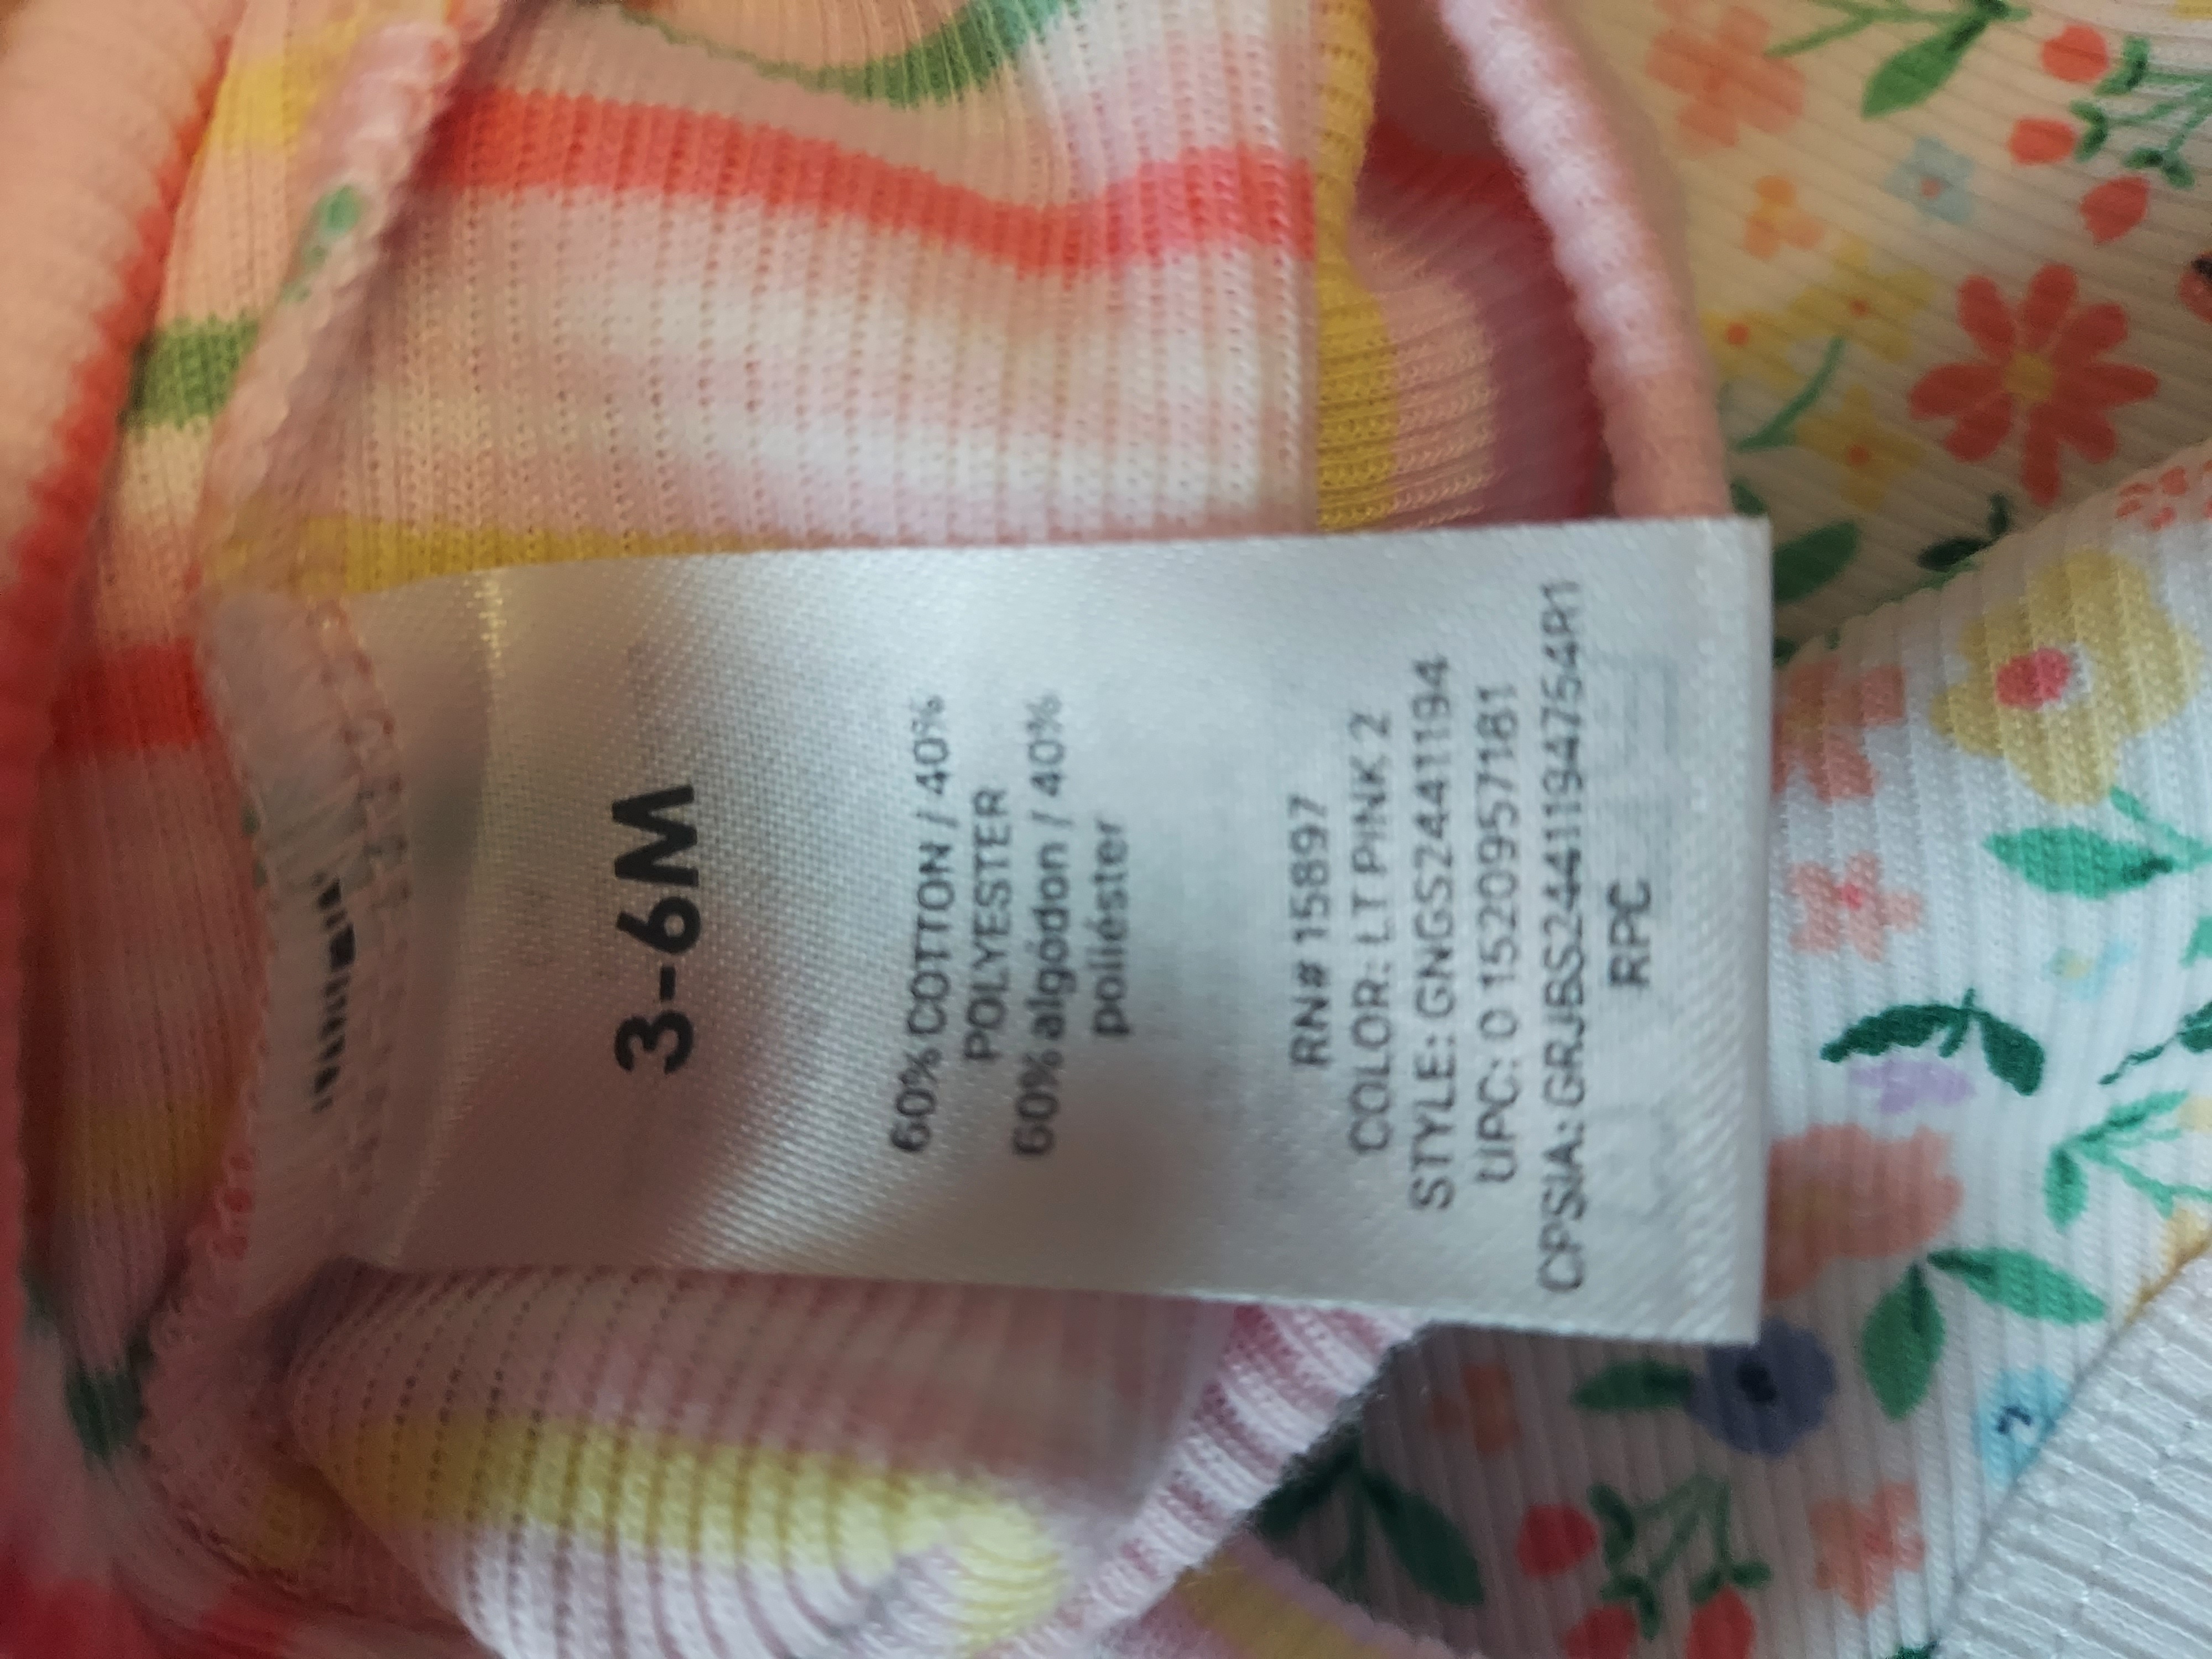 3-6M
60% COTTON / 40%
POLYESTER
60% algodón / 40%
poliéster
RN# 15897
COLOR: LT PINK 2
STYLE: GNGS24411194
UPC: 0 15209957181
CPSIA: GRJBS2441194754R1
RPC